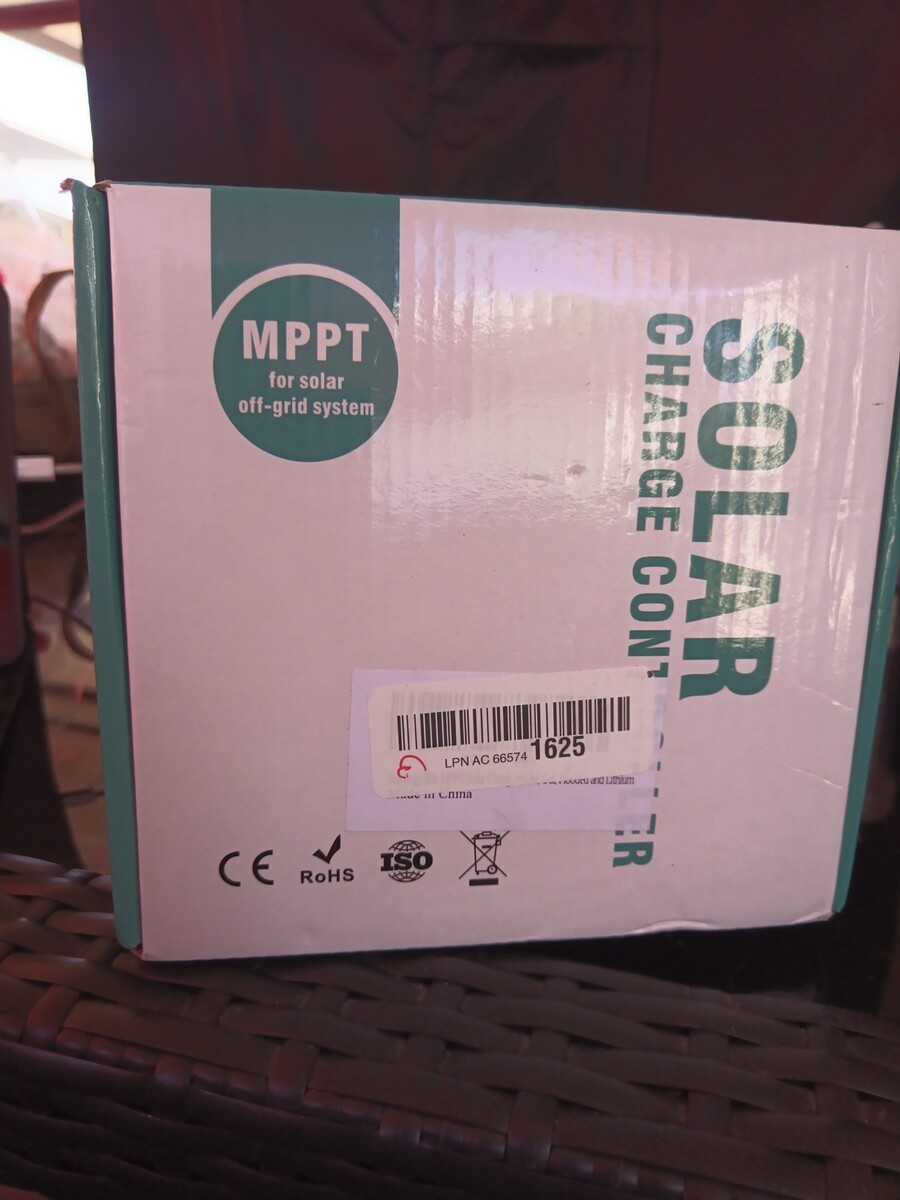 MPPT
for solar
off-grid system
SOLAR
CHARGE CONT LLER
LPN AC 66574 1625
Flooded and Lithium
in China
CE
RoHS
ISO